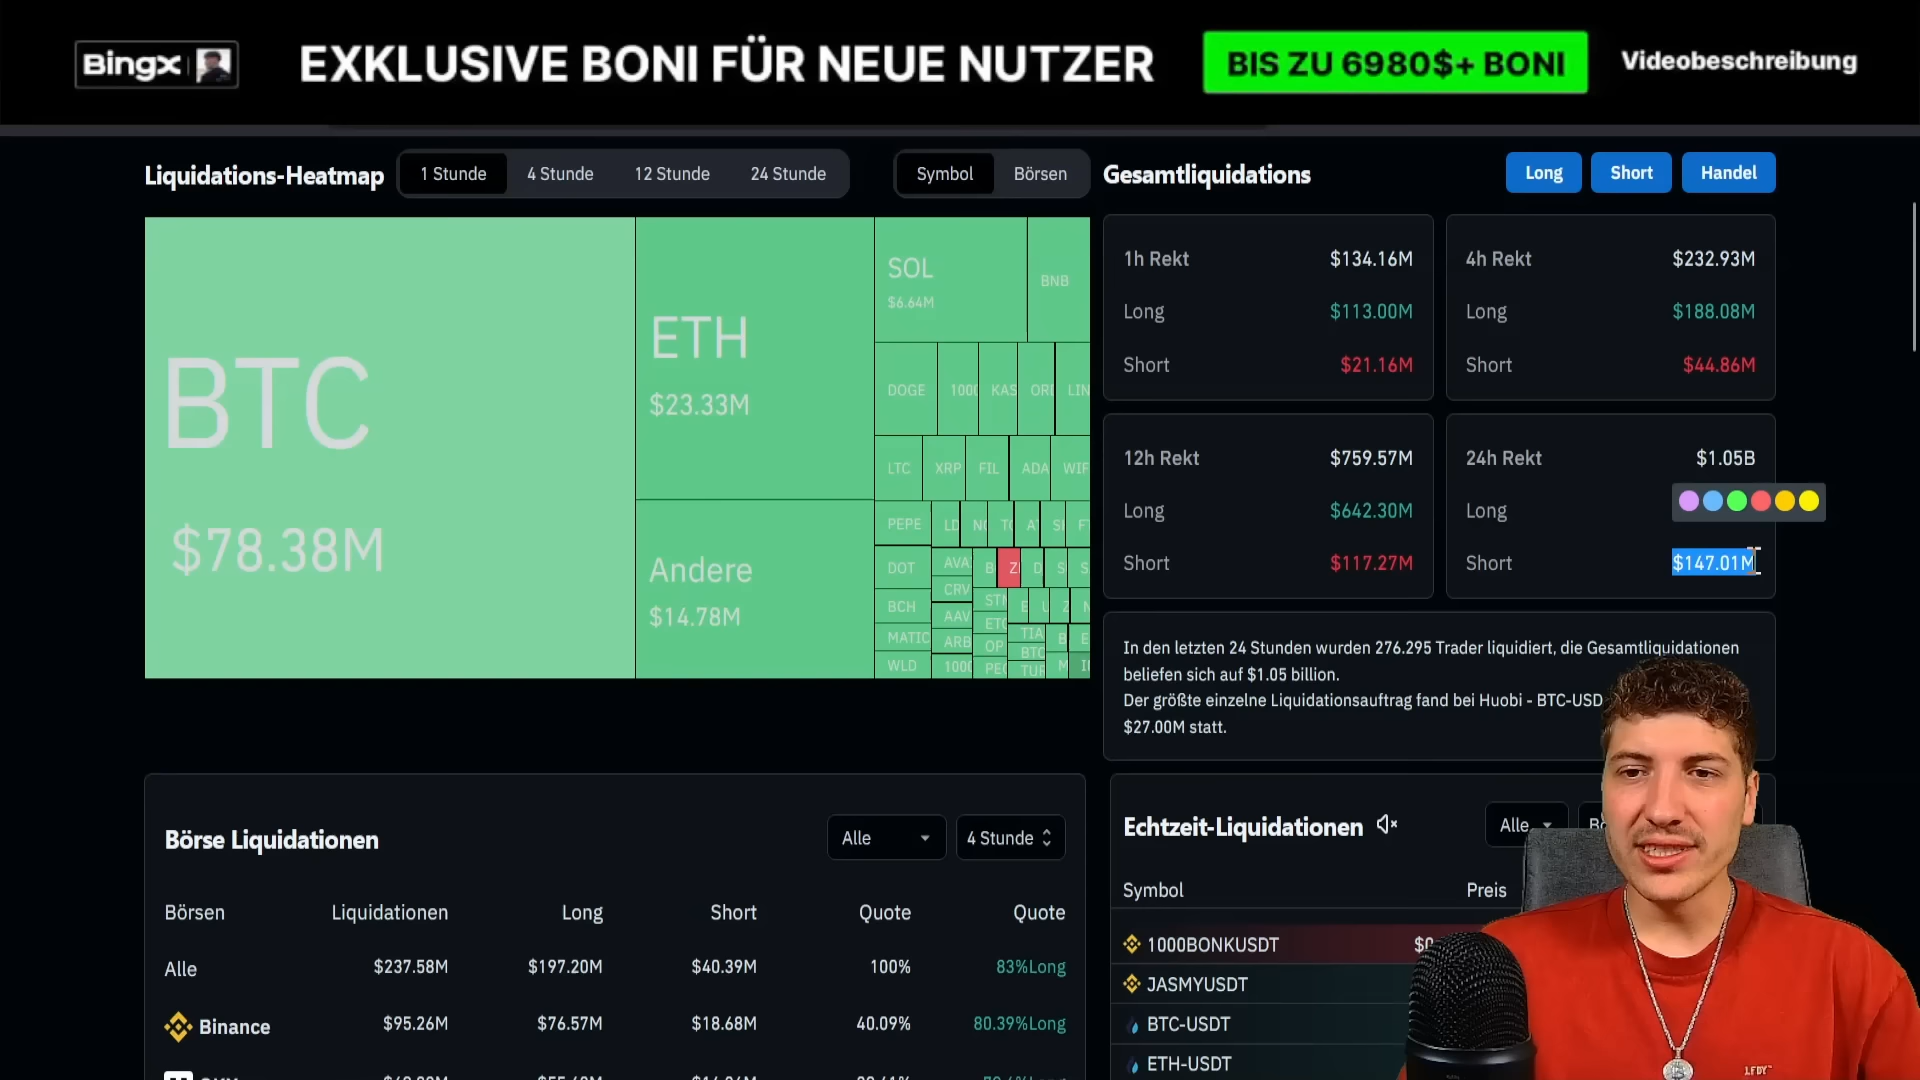 Bingx
EXKLUSIVE BONI FÜR NEUE NUTZER
BIS ZU 6980$+ BONI
Videobeschreibung
Liquidations-Heatmap
1 Stunde 4 Stunde 12 Stunde 24 Stunde
Symbol Börsen
Gesamtliquidations
Long Short Handel
BTC
$78.38M
ETH
$23.33M
Andere
$14.78M
SOL
$6.64M
BNB
DOGE KAS
LTC XRP FIL ADA WIF
PEPE
DOT
CRV
BCH
MATIC ARB OP TIA
WLD
1h Rekt $134.16M
Long $113.00M
Short $21.16M
4h Rekt $232.93M
Long $188.08M
Short $44.86M
12h Rekt $759.57M
Long $642.30M
Short $117.27M
24h Rekt $1.05B
Long
Short $147.01M
In den letzten 24 Stunden wurden 276.295 Trader liquidiert, die Gesamtliquidationen
beliefen sich auf $1.05 billion.
Der größte einzelne Liquidationsauftrag fand bei Huobi - BTC-USD
$27.00M statt.
Börse Liquidationen
Alle 4 Stunde
Börsen Liquidationen Long Short Quote Quote
Alle $237.58M $197.20M $40.39M 100% 83%Long
Binance $95.26M $76.57M $18.68M 40.09% 80.39%Long
Echtzeit-Liquidationen
Alle
Symbol Preis
1000BONKUSDT
JASMYUSDT
BTC-USDT
ETH-USDT